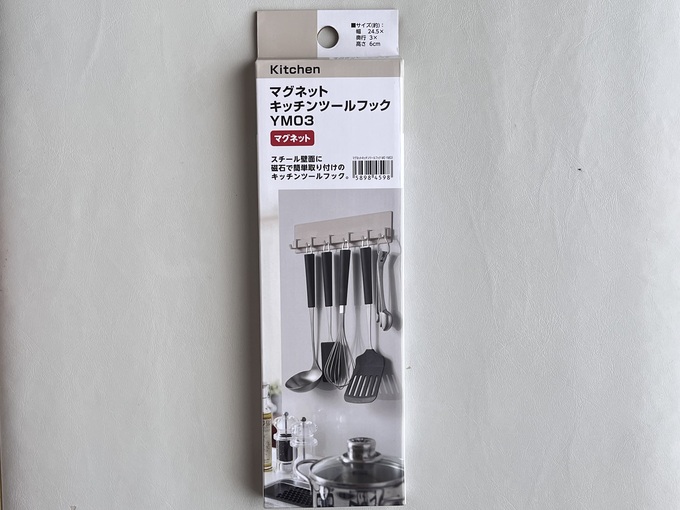 ■サイズ(約):
幅 24.5×
奥行 3×
高さ 6cm
Kitchen
マグネット
キッチンツールフック
YM03
マグネット
スチール壁面に
磁石で簡単取り付けの
キッチンツールフック。
58984598